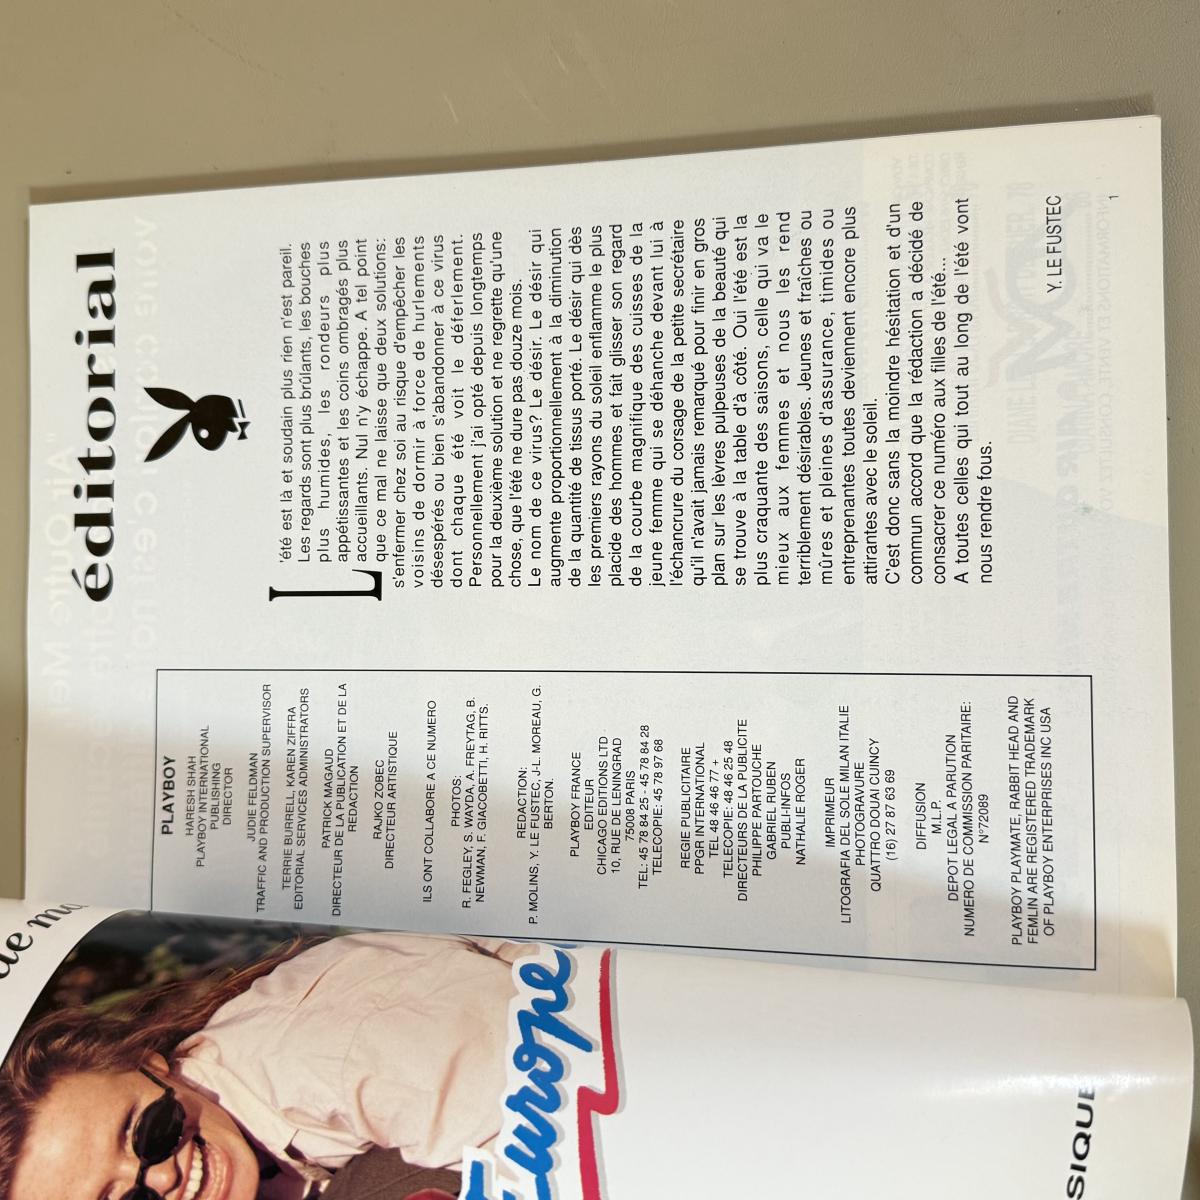 éditorial
L'été est là et soudain plus rien n'est pareil.
Les regards sont plus brûlants, les bouches
plus humides, les rondeurs plus
appétissantes et les coins ombragés plus
accueillants. Nul n'y échappe. A tel point
que ce mal ne laisse que deux solutions:
s'enfermer chez soi au risque d'empêcher les
voisins de dormir à force de hurlements
désespérés ou bien s'abandonner à ce virus
dont chaque été voit le déferlement.
Personnellement j'ai opté depuis longtemps
pour la deuxième solution et ne regrette qu'une
chose, que l'été ne dure pas douze mois.
Le nom de ce virus? Le désir. Le désir qui
augmente proportionnellement à la diminution
de la quantité de tissus porté. Le désir qui dès
les premiers rayons du soleil enflamme le plus
placide des hommes et fait glisser son regard
de la courbe magnifique des cuisses de la
jeune femme qui se déhanche devant lui à
l'échancrure du corsage de la petite secrétaire
qu'il n'avait jamais remarqué pour finir en gros
plan sur les lèvres pulpeuses de la beauté qui
se trouve à la table d'à côté. Oui l'été est la
plus craquante des saisons, celle qui va le
mieux aux femmes et nous les rend
terriblement désirables. Jeunes et fraîches ou
mûres et pleines d'assurance, timides ou
entreprenantes toutes deviennent encore plus
attirantes avec le soleil.
C'est donc sans la moindre hésitation et d'un
commun accord que la rédaction a décidé de
consacrer ce numéro aux filles de l'été...
A toutes celles qui tout au long de l'été vont
nous rendre fous.
Y. LE FUSTEC
1
PLAYBOY
HARESH SHAH
PLAYBOY INTERNATIONAL
PUBLISHING
DIRECTOR
JUDIE FELDMAN
TRAFFIC AND PRODUCTION SUPERVISOR
TERRIE BURRELL, KAREN ZIFFRA
EDITORIAL SERVICES ADMINISTRATORS
PATRICK MAGAUD
DIRECTEUR DE LA PUBLICATION ET DE LA
REDACTION
RAJKO ZOBEC
DIRECTEUR ARTISTIQUE
ILS ONT COLLABORE A CE NUMERO
PHOTOS:
R. FEGLEY, S. WAYDA, A. FREYTAG, B.
NEWMAN, F. GIACOBETTI, H. RITTS.
REDACTION:
P. MOLINS, Y. LE FUSTEC, J-L. MOREAU, G.
BERTON.
PLAYBOY FRANCE
EDITEUR
CHICAGO EDITIONS LTD
10, RUE DE LENINGRAD
75008 PARIS
TEL: 45 78 84 25 - 45 78 84 28
TELECOPIE: 45 78 97 68
REGIE PUBLICITAIRE
PPGR INTERNATIONAL
TEL 48 46 46 77 +
TELECOPIE: 48 46 25 48
DIRECTEURS DE LA PUBLICITE
PHILIPPE PARTOUCHE
GABRIEL RUBEN
PUBLI-INFOS
NATHALIE ROGER
IMPRIMEUR
LITOGRAFIA DEL SOLE MILAN ITALIE
PHOTOGRAVURE
QUATTRO DOUAI CUINCY
(16) 27 87 63 69
DIFFUSION
M.L.P.
DEPOT LEGAL A PARUTION
NUMERO DE COMMISSION PARITAIRE:
N°72089
PLAYBOY PLAYMATE, RABBIT HEAD AND
FEMLIN ARE REGISTERED TRADEMARK
OF PLAYBOY ENTERPRISES INC USA
de
Europe
SIQUE